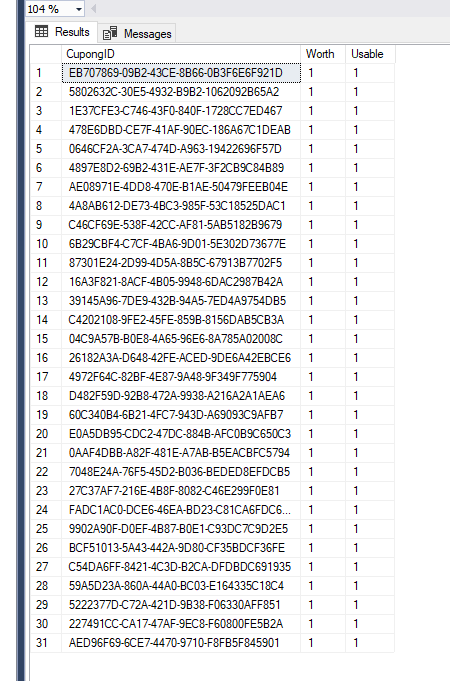 104 %
Results Messages
CupongID Worth Usable
1 EB707869-09B2-43CE-8B66-0B3F6E6F921D 1 1
2 5802632C-30E5-4932-B9B2-1062092B65A2 1 1
3 1E37CFE3-C746-43F0-840F-1728CC7ED467 1 1
4 478E6DBD-CE7F-41AF-90EC-186A67C1DEAB 1 1
5 0646CF2A-3CA7-474D-A963-19422696F57D 1 1
6 4897E8D2-69B2-431E-AE7F-3F2CB9C84B89 1 1
7 AE08971E-4DD8-470E-B1AE-50479FEEB04E 1 1
8 4A8AB612-DE73-4BC3-985F-53C18525DAC1 1 1
9 C46CF69E-538F-42CC-AF81-5AB5182B9679 1 1
10 6B29CBF4-C7CF-4BA6-9D01-5E302D73677E 1 1
11 87301E24-2D99-4D5A-8B5C-67913B7702F5 1 1
12 16A3F821-8ACF-4B05-9948-6DAC2987B42A 1 1
13 39145A96-7DE9-432B-94A5-7ED4A9754DB5 1 1
14 C4202108-9FE2-45FE-859B-8156DAB5CB3A 1 1
15 04C9A57B-B0E8-4A65-96E6-8A785A02008C 1 1
16 26182A3A-D648-42FE-ACED-9DE6A42EBCE6 1 1
17 4972F64C-82BF-4E87-9A48-9F349F775904 1 1
18 D482F59D-92B8-472A-9938-A216A2A1AEA6 1 1
19 60C340B4-6B21-4FC7-943D-A69093C9AFB7 1 1
20 E0A5DB95-CDC2-47DC-884B-AFC0B9C650C3 1 1
21 0AAF4DBB-A82F-481E-A7AB-B5EACBFC5794 1 1
22 7048E24A-76F5-45D2-B036-BEDED8EFDCB5 1 1
23 27C37AF7-216E-4B8F-8082-C46E299F0E81 1 1
24 FADC1AC0-DCE6-46EA-BD23-C81CA6FDC6... 1 1
25 9902A90F-D0EF-4B87-B0E1-C93DC7C9D2E5 1 1
26 BCF51013-5A43-442A-9D80-CF35BDCF36FE 1 1
27 C54DA6FF-8421-4C3D-B2CA-DFDBDC691935 1 1
28 59A5D23A-860A-44A0-BC03-E164335C18C4 1 1
29 5222377D-C72A-421D-9B38-F06330AFF851 1 1
30 227491CC-CA17-47AF-9EC8-F60800FE5B2A 1 1
31 AED96F69-6CE7-4470-9710-F8FB5F845901 1 1